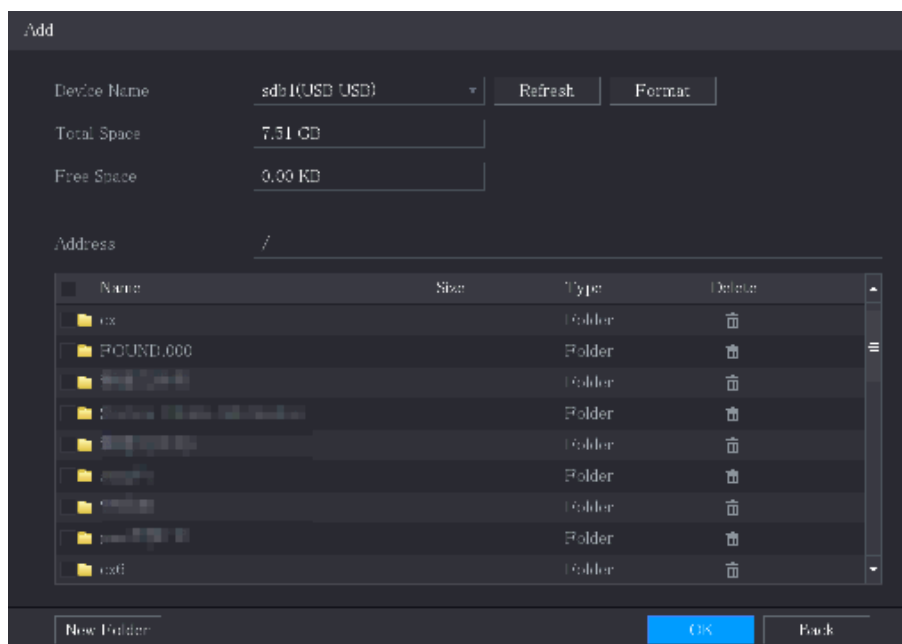 Add
Device Name sdb1(USB USB) Refresh Format
Total Space 7.51 GB
Free Space 0.00 KB
Address /
Name Size Type Delete
cx Folder
FOUND.000 Folder
Folder
Folder
Folder
Folder
Folder
Folder
cx6 Folder
New Folder OK Back